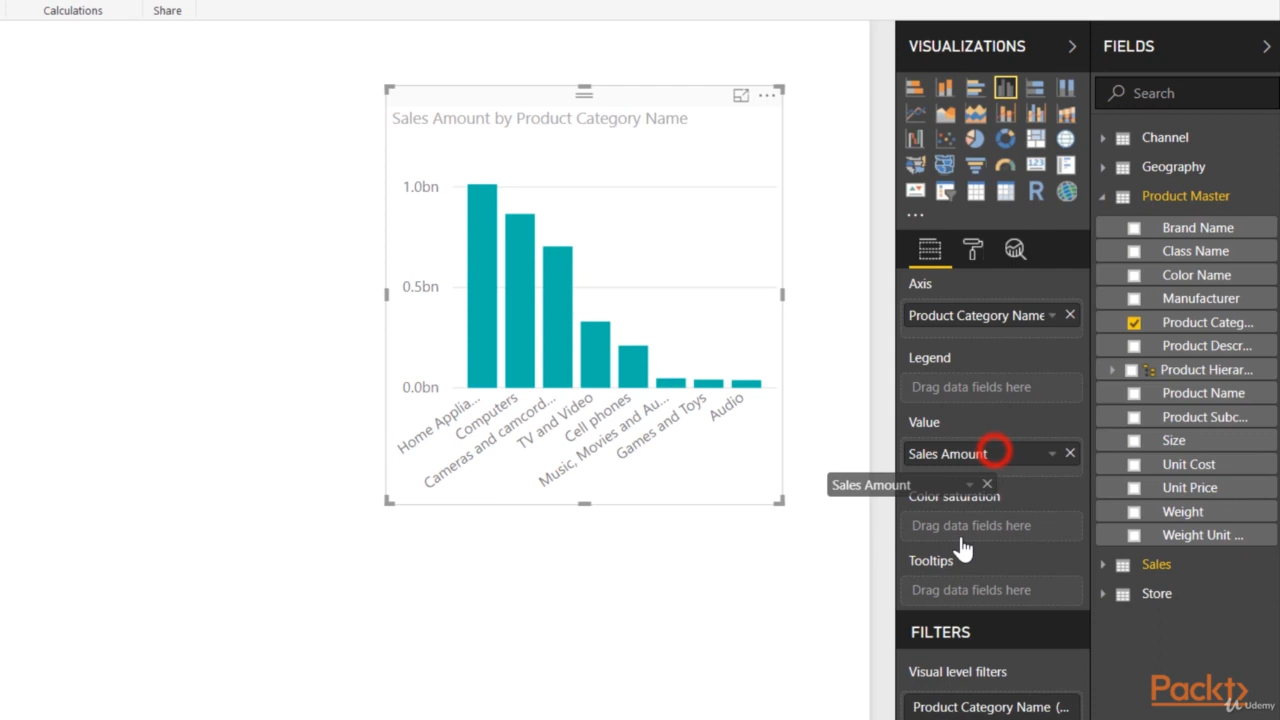 Calculations
Share
VISUALIZATIONS
FIELDS
Search
Sales Amount by Product Category Name
1.0bn
0.5bn
0.0bn
Home Applia...
Computers
Cameras and camcord...
TV and Video
Cell phones
Music, Movies and Au...
Games and Toys
Audio
123
R
Axis
Product Category Name
Legend
Drag data fields here
Value
Sales Amount
Sales Amount
Color saturation
Drag data fields here
Tooltips
Drag data fields here
FILTERS
Visual level filters
Product Category Name (...
Channel
Geography
Product Master
Brand Name
Class Name
Color Name
Manufacturer
Product Categ...
Product Descr...
Product Hierar...
Product Name
Product Subc...
Size
Unit Cost
Unit Price
Weight
Weight Unit ...
Sales
Store
Packt
Udemy